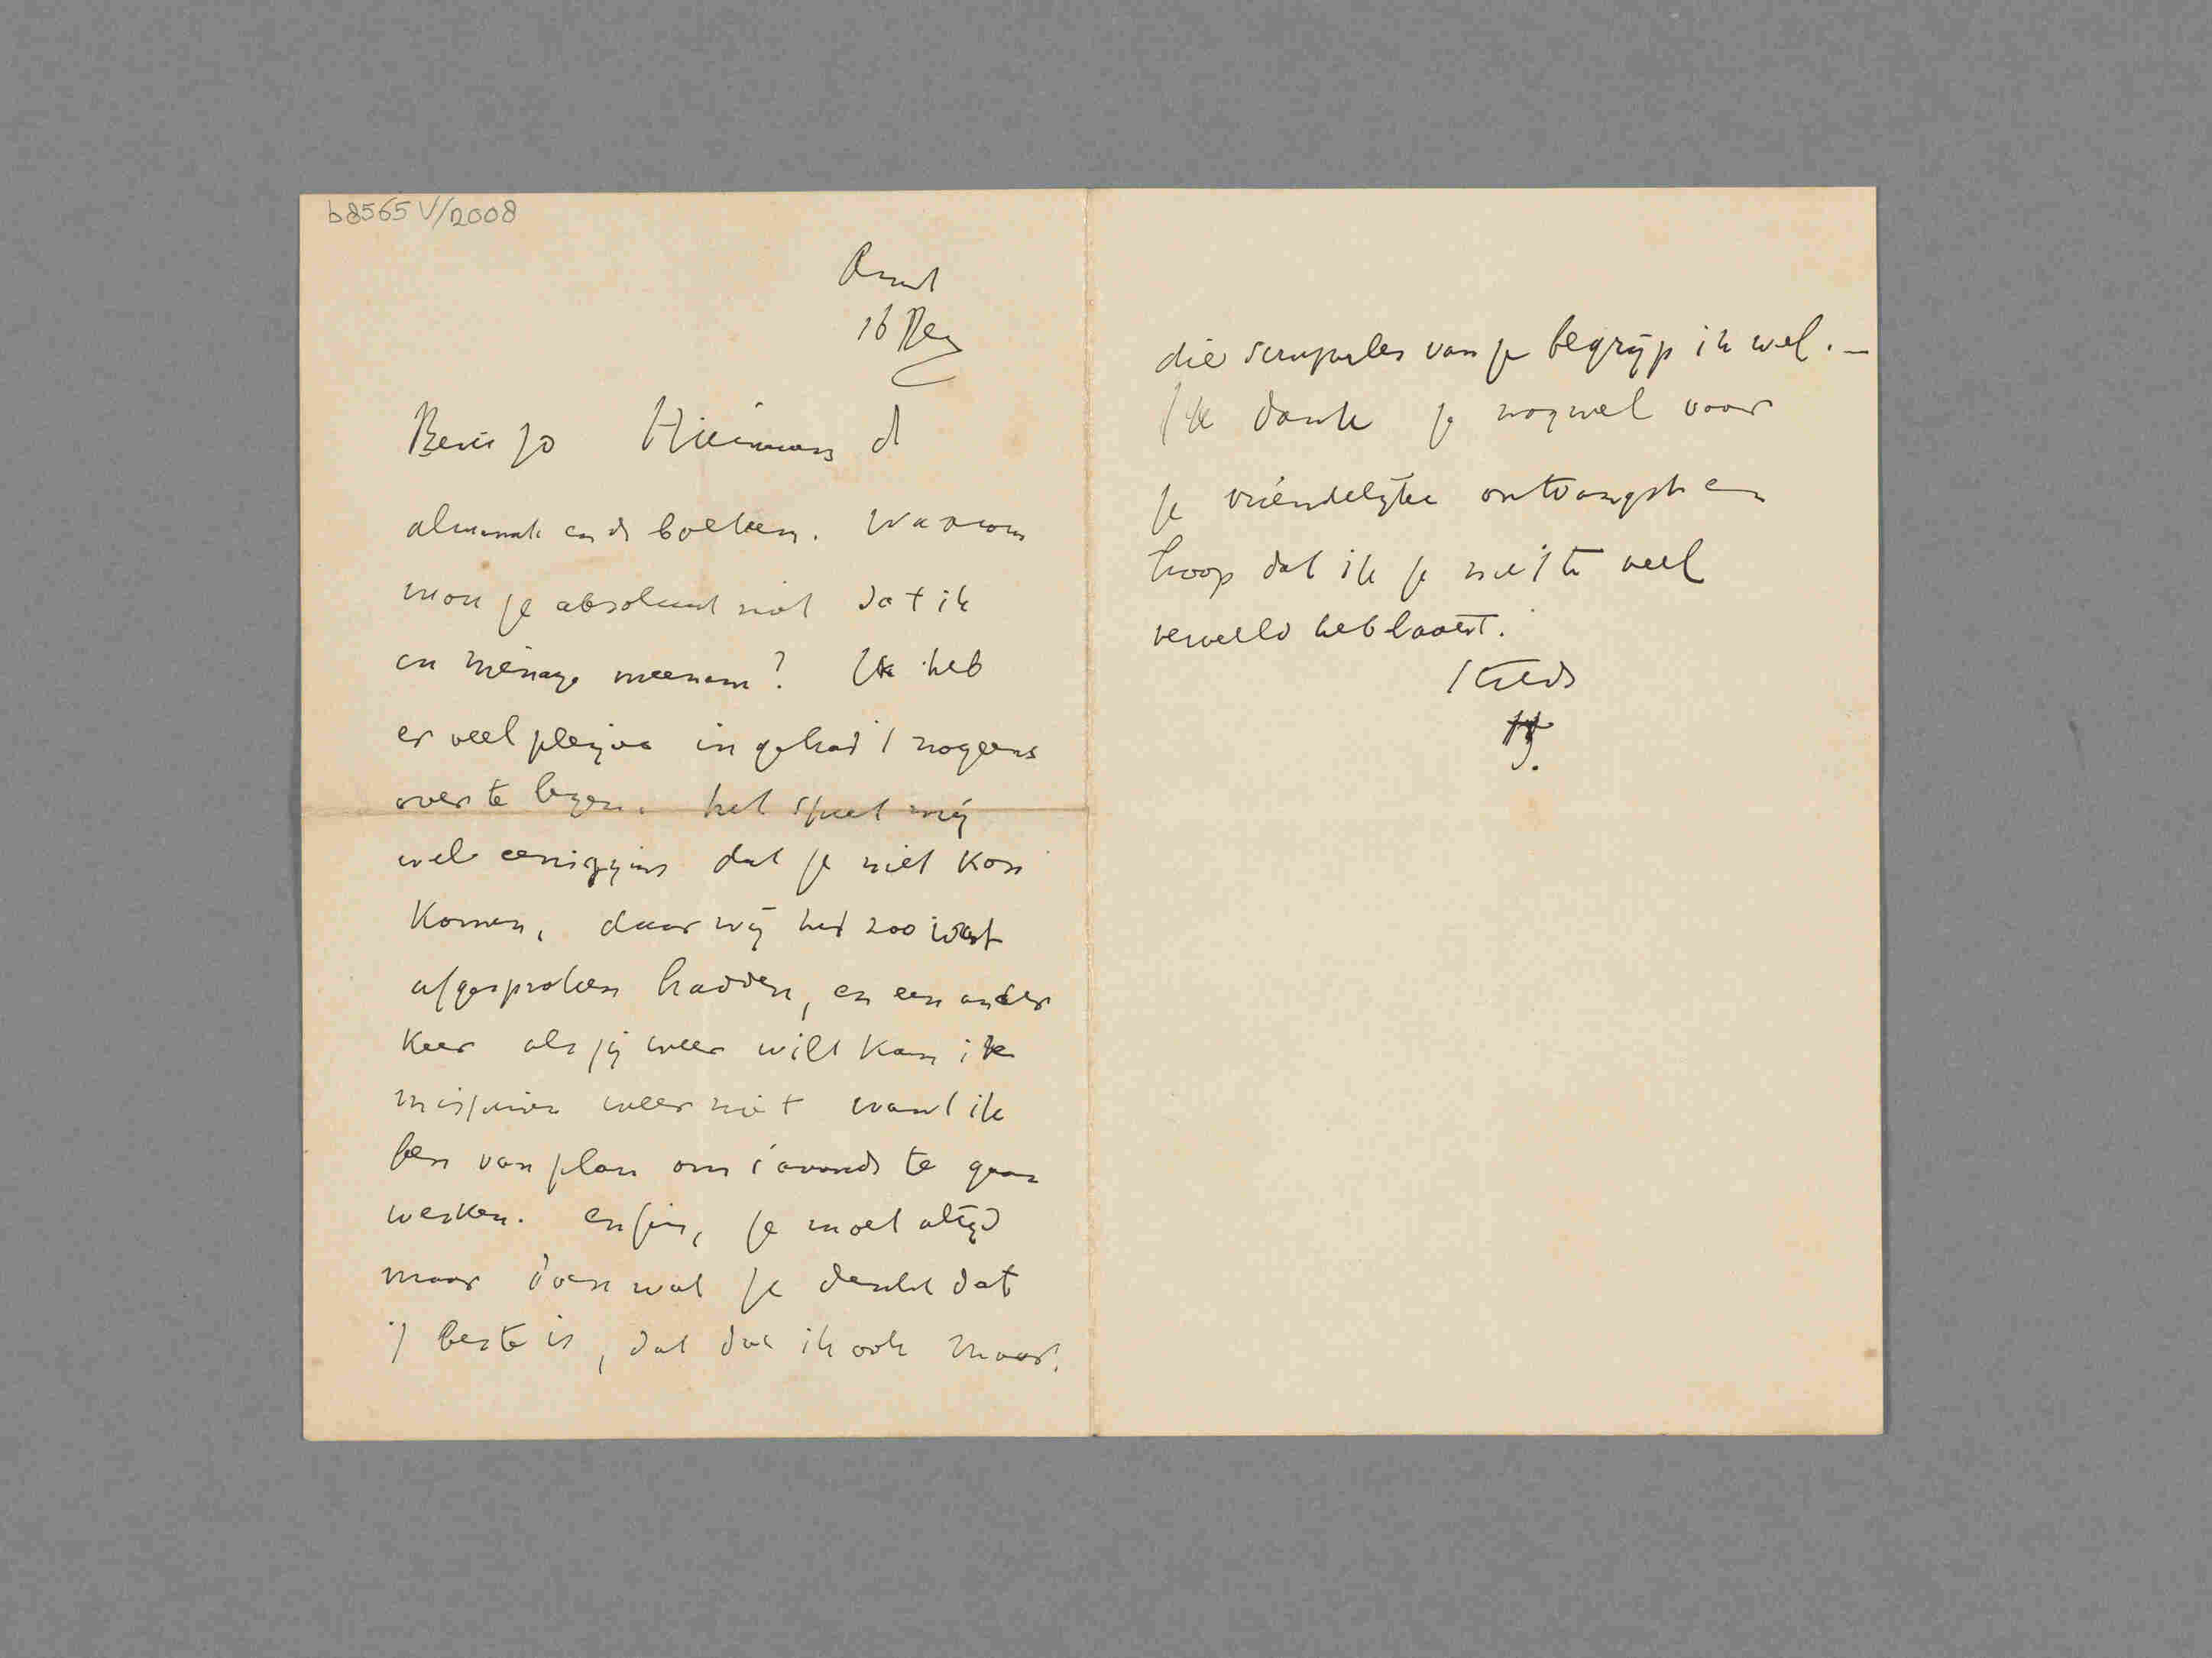 b8565 V/2008
16 Dec
Beste Jo Hiermee d
almanak en de boeken. Waarom
wou je absoluut niet dat ik
en ménage meenam? Ik heb
er veel plezier in gehad 't nog eens
over te lezen. het speet mij
wel eenigzins dat je niet kon
komen, daar wij het zoo vast
afgesproken hadden, en een ander
keer als jij weer wilt kan ik
misschien weer niet want ik
ben van plan om 's avonds te gaan
werken. enfin, je moet altijd
maar doen wat je denkt dat
't beste is, dat doe ik ook maar.
die scrupules van je begrijp ik wel. —
Ik dank je nog wel voor
je vriendelijke ontvangst en
hoop dat ik je niet te veel
verveeld heb laatst.